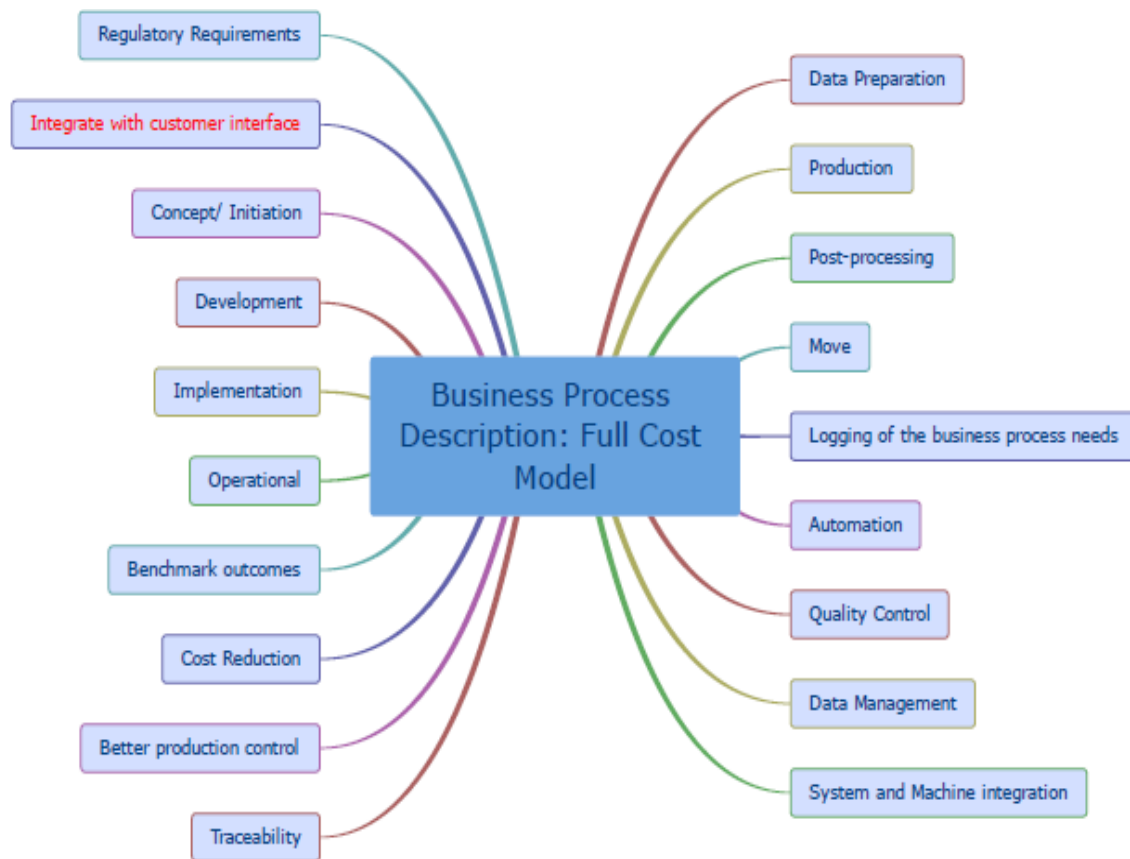 Regulatory Requirements
Integrate with customer interface
Concept/ Initiation
Development
Implementation
Operational
Benchmark outcomes
Cost Reduction
Better production control
Traceability
Business Process
Description: Full Cost
Model
Data Preparation
Production
Post-processing
Move
Logging of the business process needs
Automation
Quality Control
Data Management
System and Machine integration